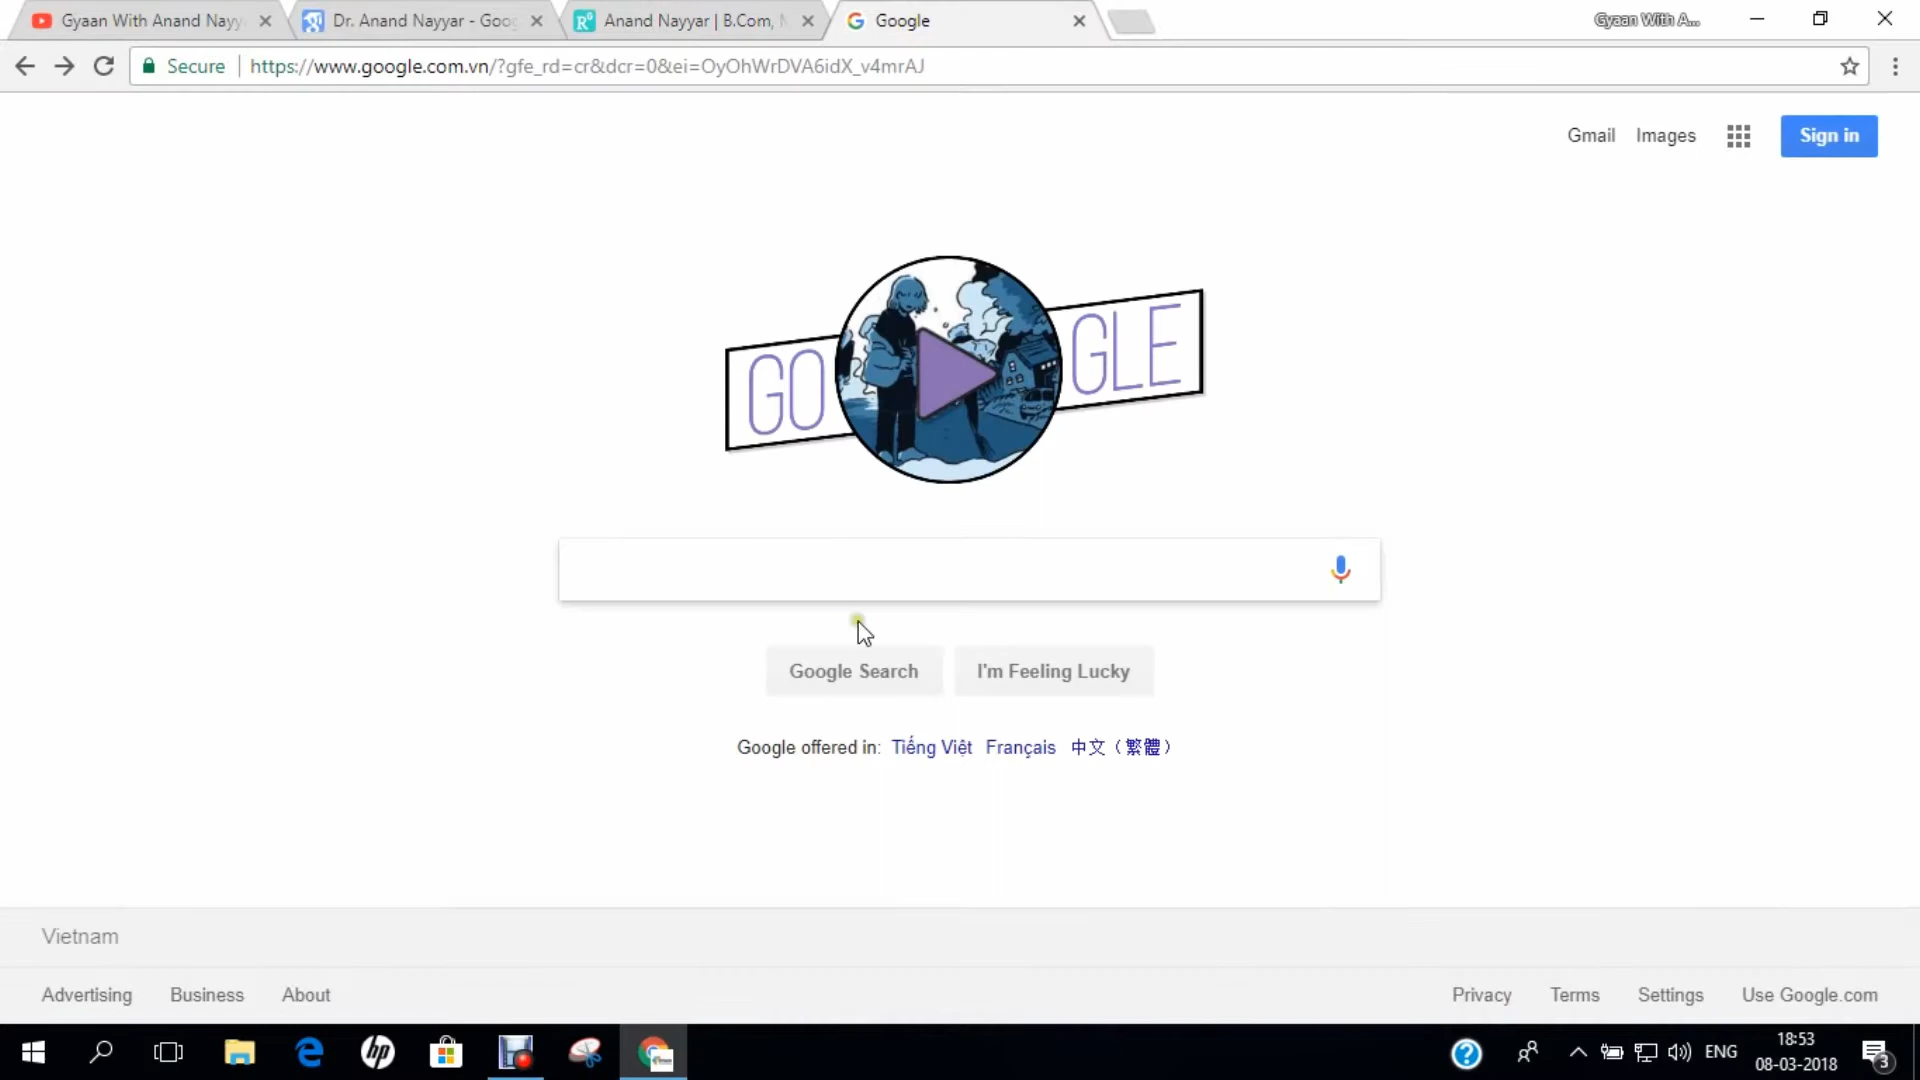 Gyaan With Anand Nayy
Dr. Anand Nayyar - Goo
Anand Nayyar | B.Com, M
Google
Gyaan With A...
Secure
https://www.google.com.vn/?gfe_rd=cr&dcr=0&ei=OyOhWrDVA6idX_v4mrAJ
Gmail
Images
Sign in
GO GLE
Google Search
I'm Feeling Lucky
Google offered in: Tiếng Việt Français 中文（繁體）
Vietnam
Advertising
Business
About
Privacy
Terms
Settings
Use Google.com
hp
ENG
18:53
08-03-2018
3